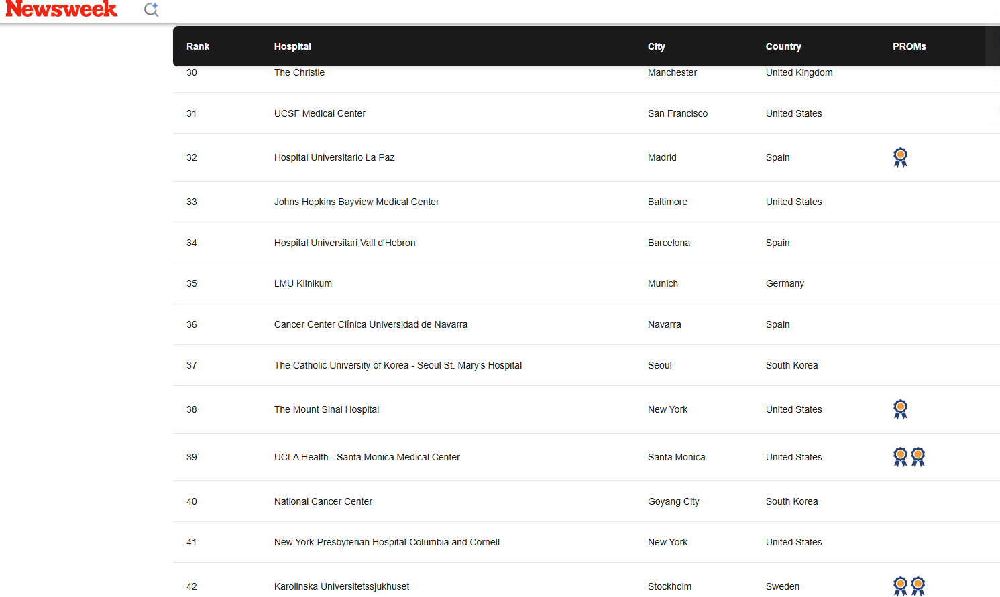 Newsweek
Rank Hospital City Country PROMs
30 The Christie Manchester United Kingdom
31 UCSF Medical Center San Francisco United States
32 Hospital Universitario La Paz Madrid Spain
33 Johns Hopkins Bayview Medical Center Baltimore United States
34 Hospital Universitari Vall d'Hebron Barcelona Spain
35 LMU Klinikum Munich Germany
36 Cancer Center Clínica Universidad de Navarra Navarra Spain
37 The Catholic University of Korea - Seoul St. Mary’s Hospital Seoul South Korea
38 The Mount Sinai Hospital New York United States
39 UCLA Health - Santa Monica Medical Center Santa Monica United States
40 National Cancer Center Goyang City South Korea
41 New York-Presbyterian Hospital-Columbia and Cornell New York United States
42 Karolinska Universitetssjukhuset Stockholm Sweden